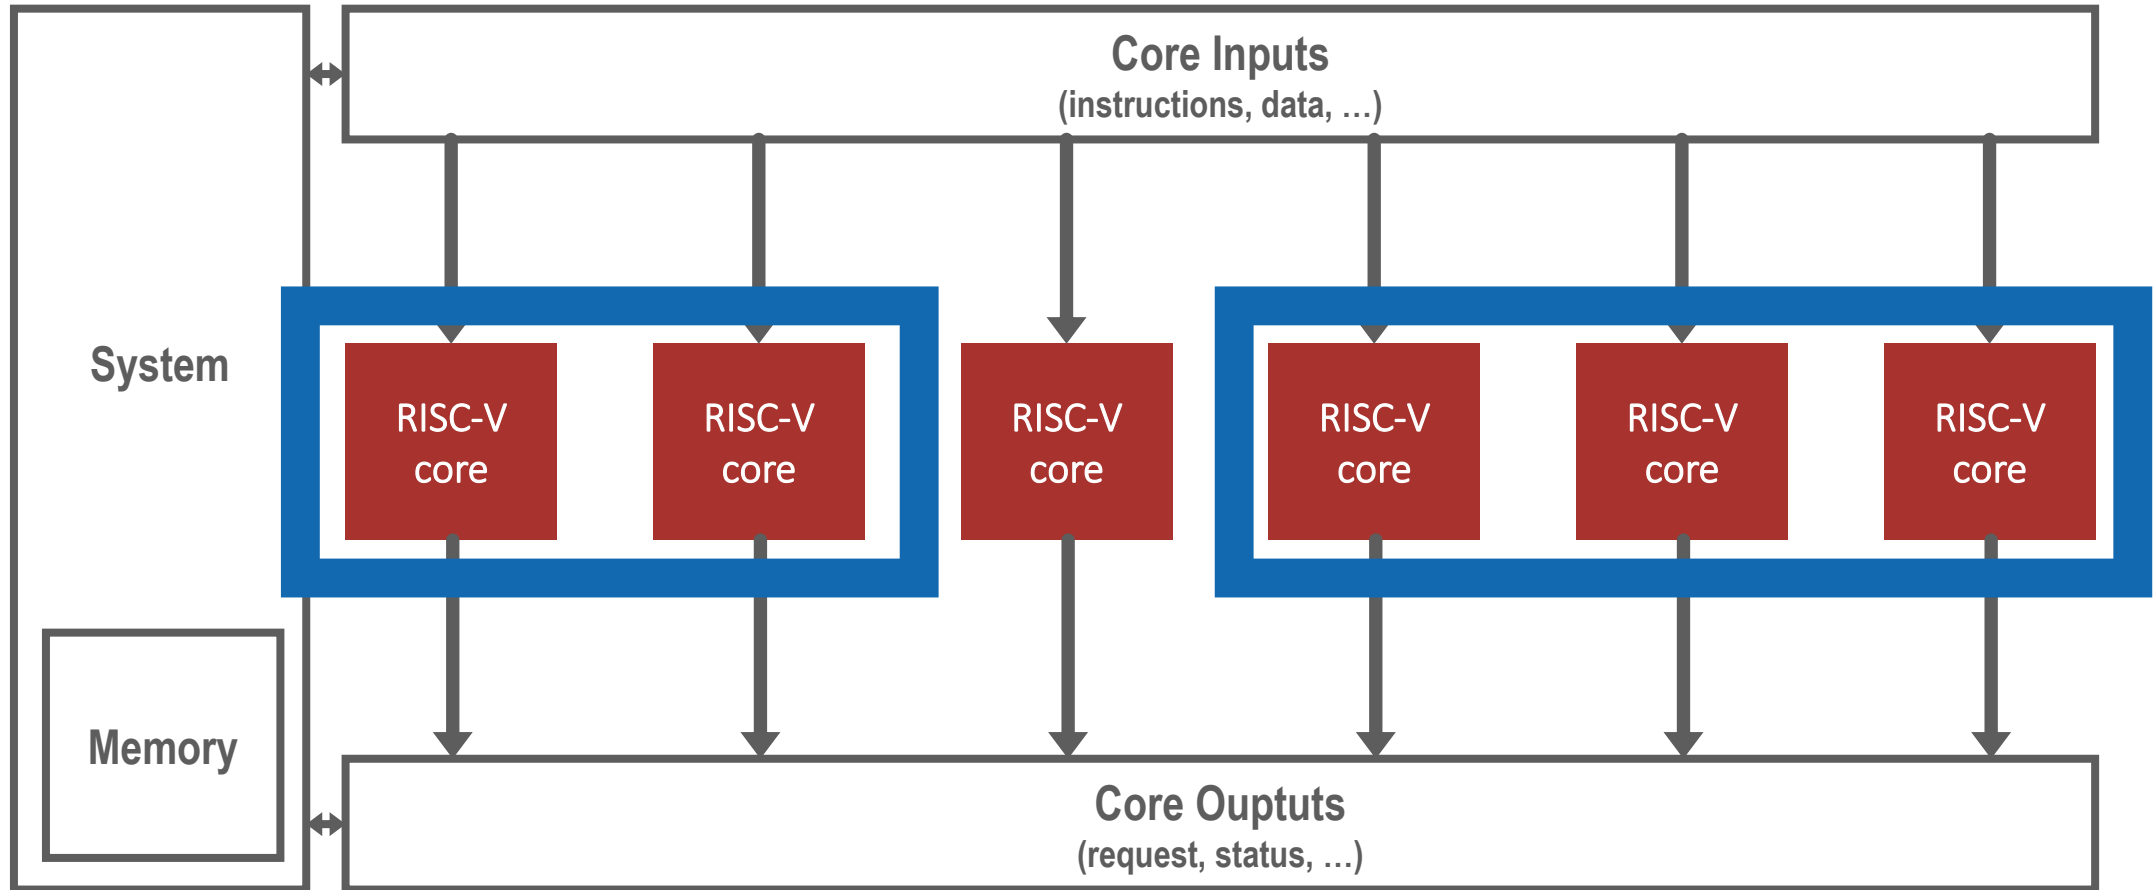 Core Inputs
(instructions, data, …)
System
RISC-V
core
RISC-V
core
RISC-V
core
RISC-V
core
RISC-V
core
RISC-V
core
Memory
Core Ouptuts
(request, status, …)